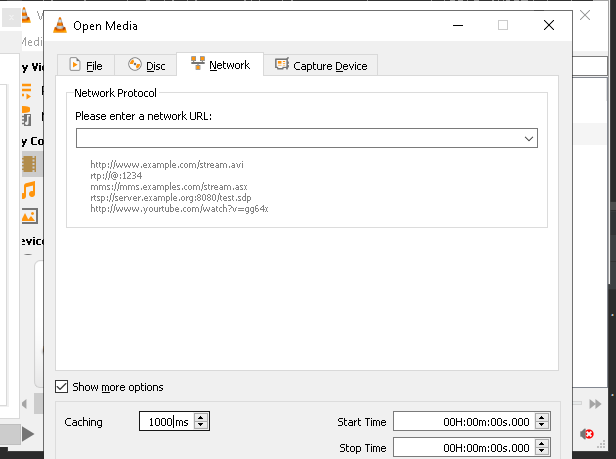 Open Media
File
Disc
Network
Capture Device
Network Protocol
Please enter a network URL:
http://www.example.com/stream.avi
rtp://@:1234
mms://mms.examples.com/stream.asx
rtsp://server.example.org:8080/test.sdp
http://www.yourtube.com/watch?v=gg64x
Show more options
Caching
1000 ms
Start Time
00H:00m:00s.000
Stop Time
00H:00m:00s.000